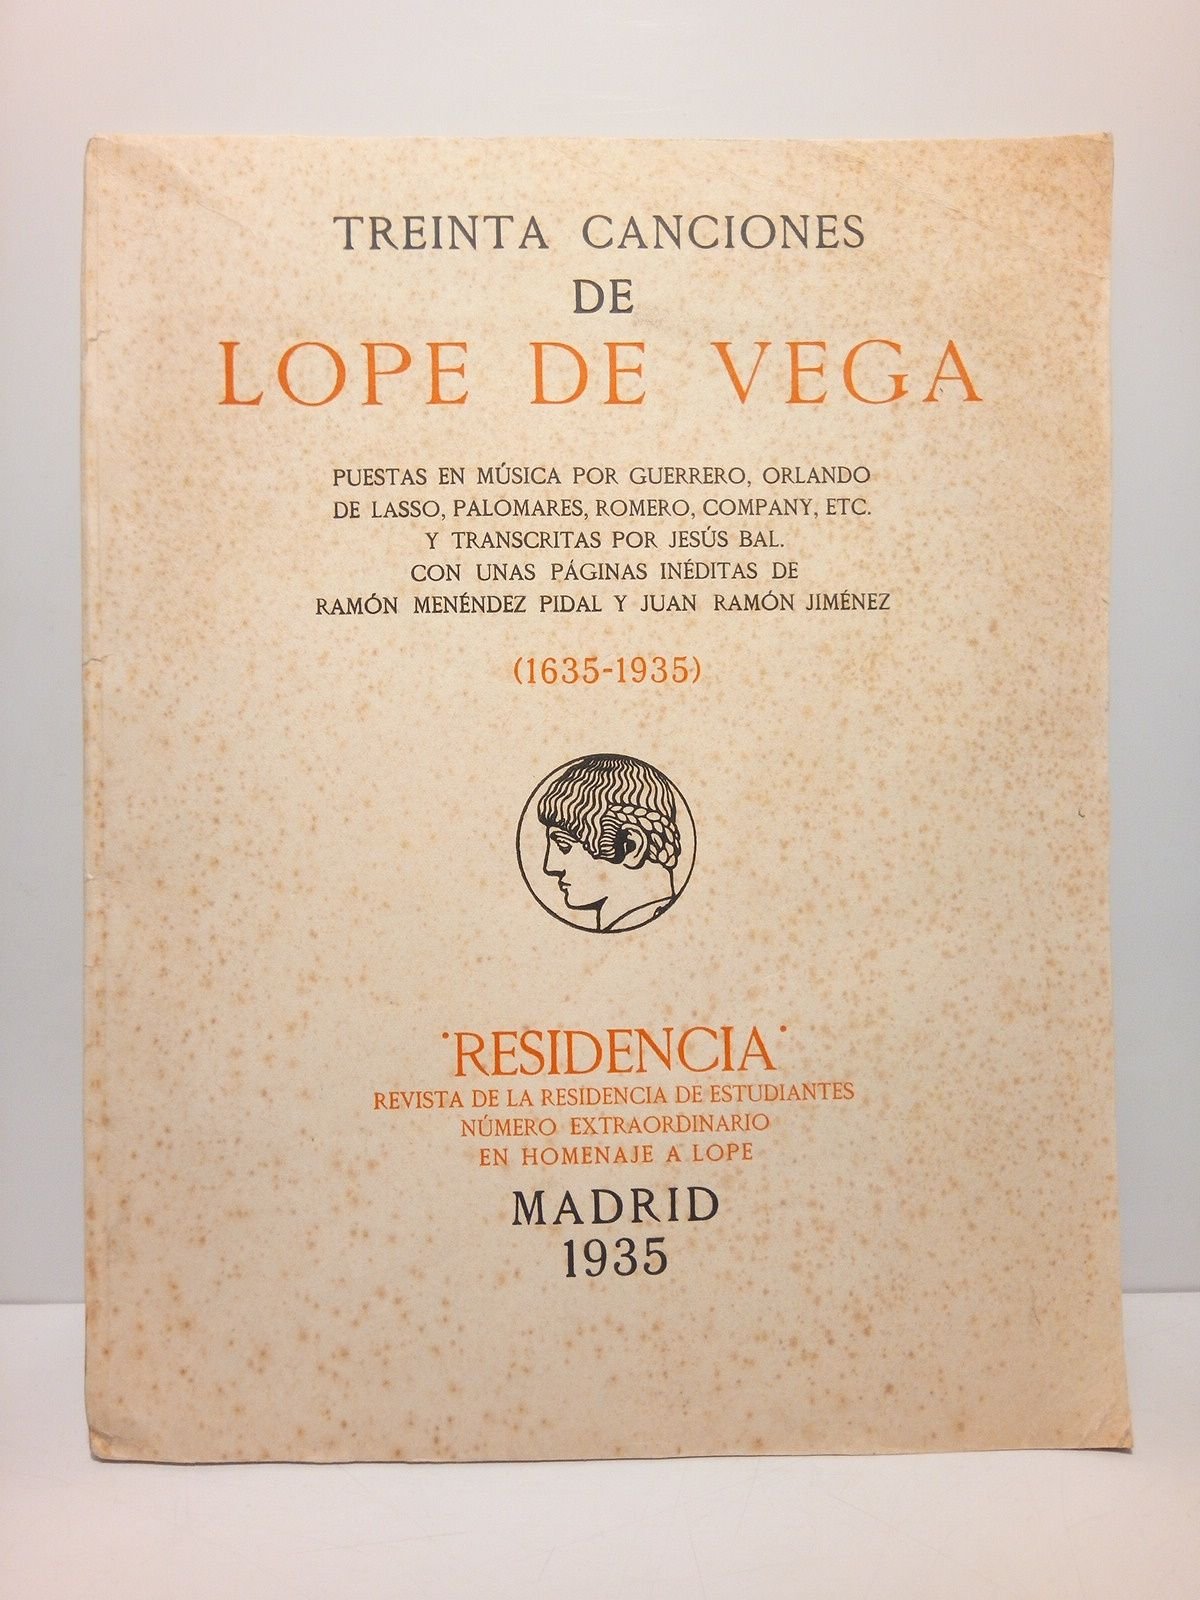 TREINTA CANCIONES
DE
LOPE DE VEGA
PUESTAS EN MÚSICA POR GUERRERO, ORLANDO
DE LASSO, PALOMARES, ROMERO, COMPANY, ETC.
Y TRANSCRITAS POR JESÚS BAL.
CON UNAS PÁGINAS INÉDITAS DE
RAMÓN MENÉNDEZ PIDAL Y JUAN RAMÓN JIMÉNEZ
(1635-1935)
·RESIDENCIA·
REVISTA DE LA RESIDENCIA DE ESTUDIANTES
NÚMERO EXTRAORDINARIO
EN HOMENAJE A LOPE
MADRID
1935